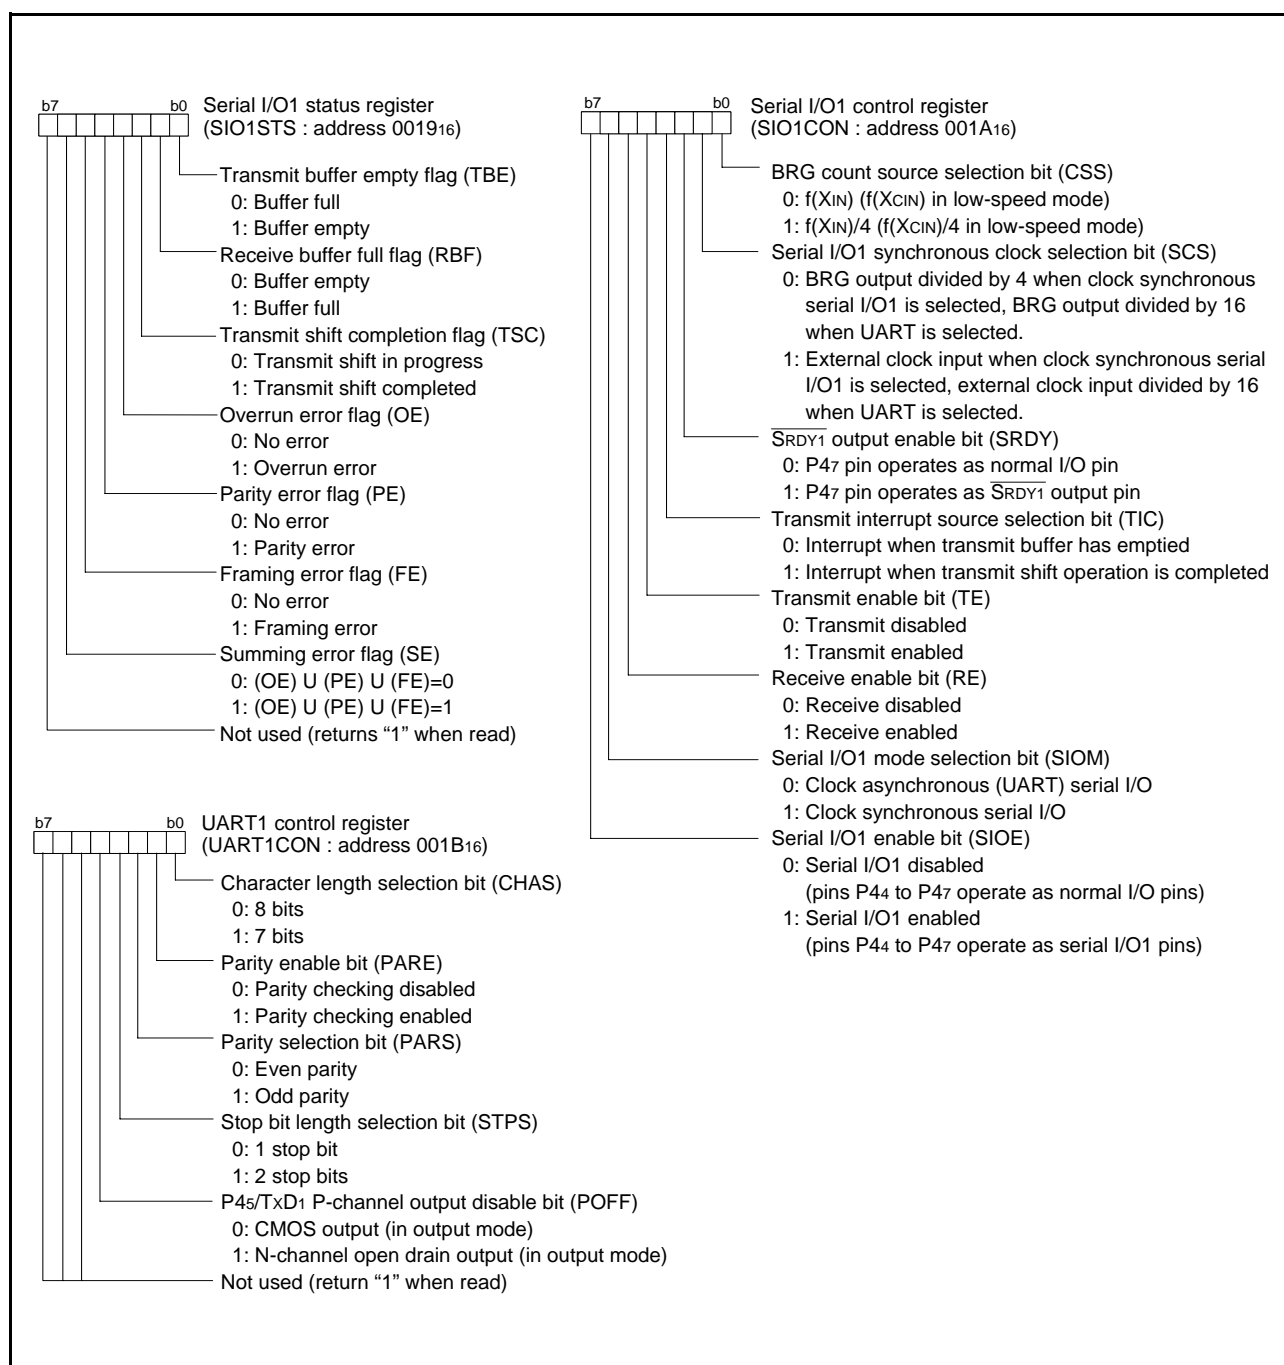 b7 b0 Serial I/O1 status register
(SIO1STS : address 001916)
Transmit buffer empty flag (TBE)
0: Buffer full
1: Buffer empty
Receive buffer full flag (RBF)
0: Buffer empty
1: Buffer full
Transmit shift completion flag (TSC)
0: Transmit shift in progress
1: Transmit shift completed
Overrun error flag (OE)
0: No error
1: Overrun error
Parity error flag (PE)
0: No error
1: Parity error
Framing error flag (FE)
0: No error
1: Framing error
Summing error flag (SE)
0: (OE) U (PE) U (FE)=0
1: (OE) U (PE) U (FE)=1
Not used (returns “1” when read)
b7 b0 UART1 control register
(UART1CON : address 001B16)
Character length selection bit (CHAS)
0: 8 bits
1: 7 bits
Parity enable bit (PARE)
0: Parity checking disabled
1: Parity checking enabled
Parity selection bit (PARS)
0: Even parity
1: Odd parity
Stop bit length selection bit (STPS)
0: 1 stop bit
1: 2 stop bits
P45/TxD1 P-channel output disable bit (POFF)
0: CMOS output (in output mode)
1: N-channel open drain output (in output mode)
Not used (return “1” when read)
b7 b0 Serial I/O1 control register
(SIO1CON : address 001A16)
BRG count source selection bit (CSS)
0: f(XIN) (f(XCIN) in low-speed mode)
1: f(XIN)/4 (f(XCIN)/4 in low-speed mode)
Serial I/O1 synchronous clock selection bit (SCS)
0: BRG output divided by 4 when clock synchronous
serial I/O1 is selected, BRG output divided by 16
when UART is selected.
1: External clock input when clock synchronous serial
I/O1 is selected, external clock input divided by 16
when UART is selected.
SRDY1 output enable bit (SRDY)
0: P47 pin operates as normal I/O pin
1: P47 pin operates as SRDY1 output pin
Transmit interrupt source selection bit (TIC)
0: Interrupt when transmit buffer has emptied
1: Interrupt when transmit shift operation is completed
Transmit enable bit (TE)
0: Transmit disabled
1: Transmit enabled
Receive enable bit (RE)
0: Receive disabled
1: Receive enabled
Serial I/O1 mode selection bit (SIOM)
0: Clock asynchronous (UART) serial I/O
1: Clock synchronous serial I/O
Serial I/O1 enable bit (SIOE)
0: Serial I/O1 disabled
(pins P44 to P47 operate as normal I/O pins)
1: Serial I/O1 enabled
(pins P44 to P47 operate as serial I/O1 pins)